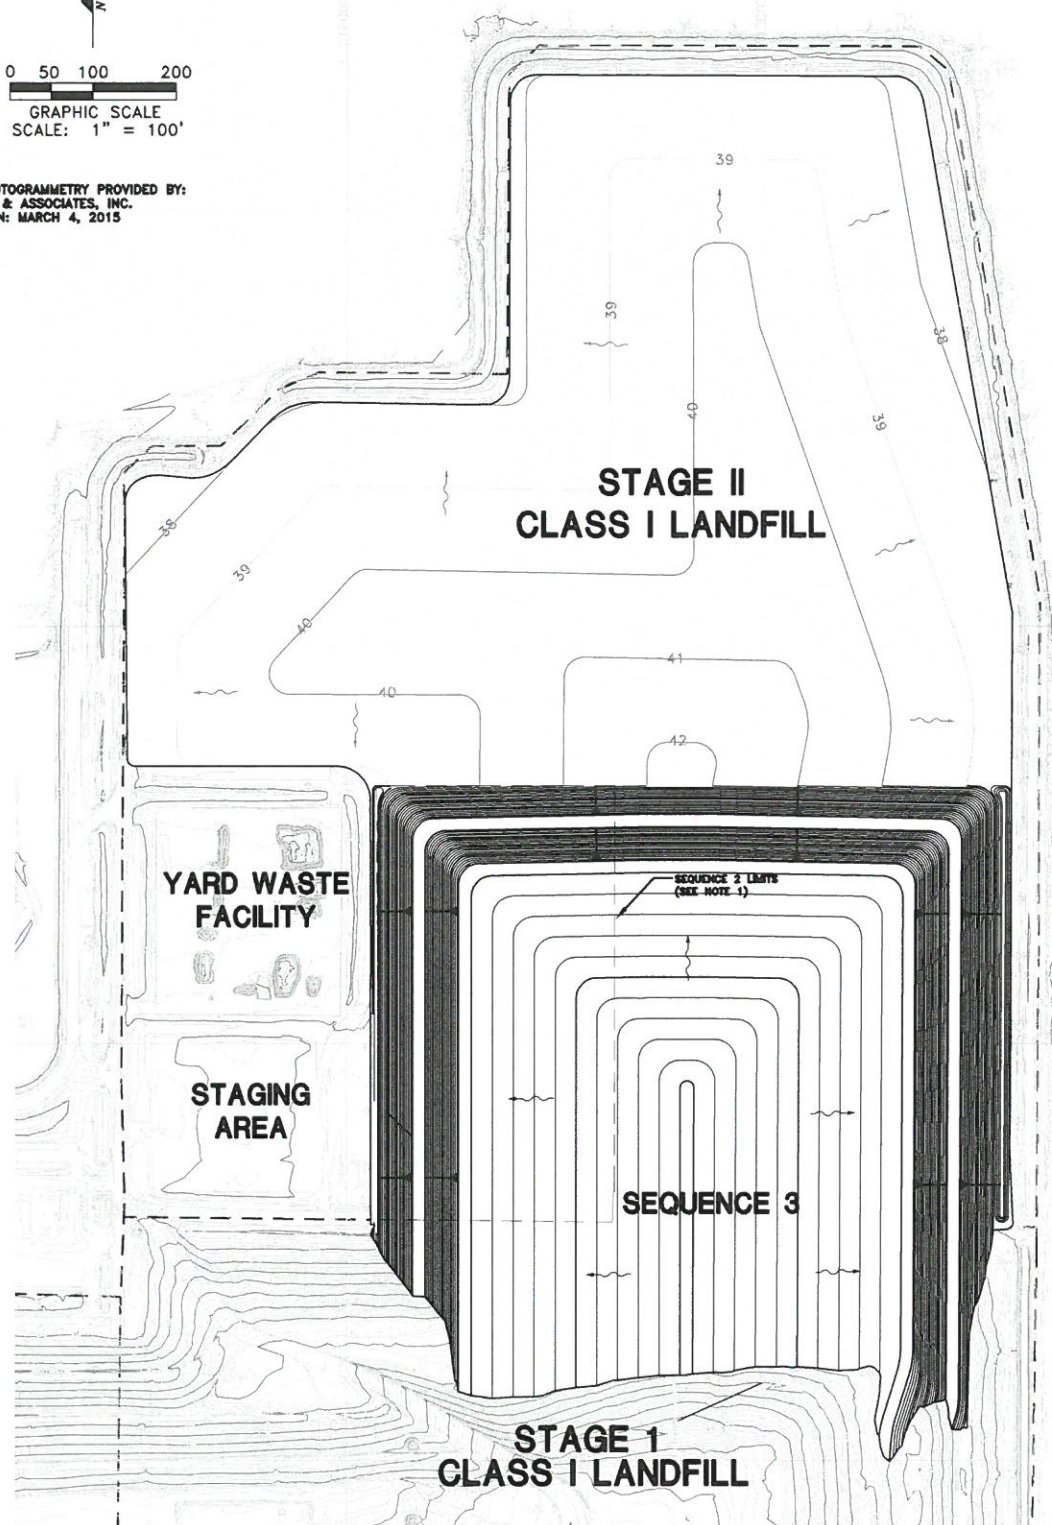 N
0 50 100 200
GRAPHIC SCALE
SCALE: 1" = 100'
TOGRAMMETRY PROVIDED BY:
& ASSOCIATES, INC.
N: MARCH 4, 2015
39
39
38
40
39
STAGE II
CLASS I LANDFILL
38
39
40
41
40
42
SEQUENCE 2 LIMITS
(SEE NOTE 1)
YARD WASTE
FACILITY
STAGING
AREA
SEQUENCE 3
STAGE 1
CLASS I LANDFILL